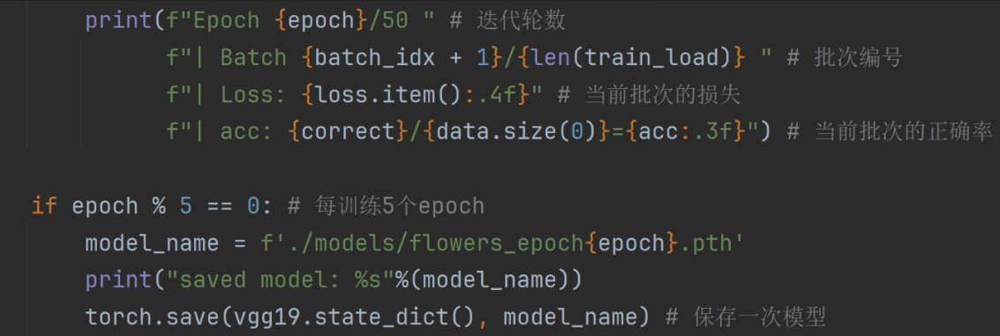 print(f"Epoch {epoch}/50 " # 迭代轮数
f"| Batch {batch_idx + 1}/{len(train_load)} " # 批次编号
f"| Loss: {loss.item():.4f}" # 当前批次的损失
f"| acc: {correct}/{data.size(0)}={acc:.3f}") # 当前批次的正确率
if epoch % 5 == 0: # 每训练5个epoch
model_name = f'./models/flowers_epoch{epoch}.pth'
print("saved model: %s"%(model_name))
torch.save(vgg19.state_dict(), model_name) # 保存一次模型